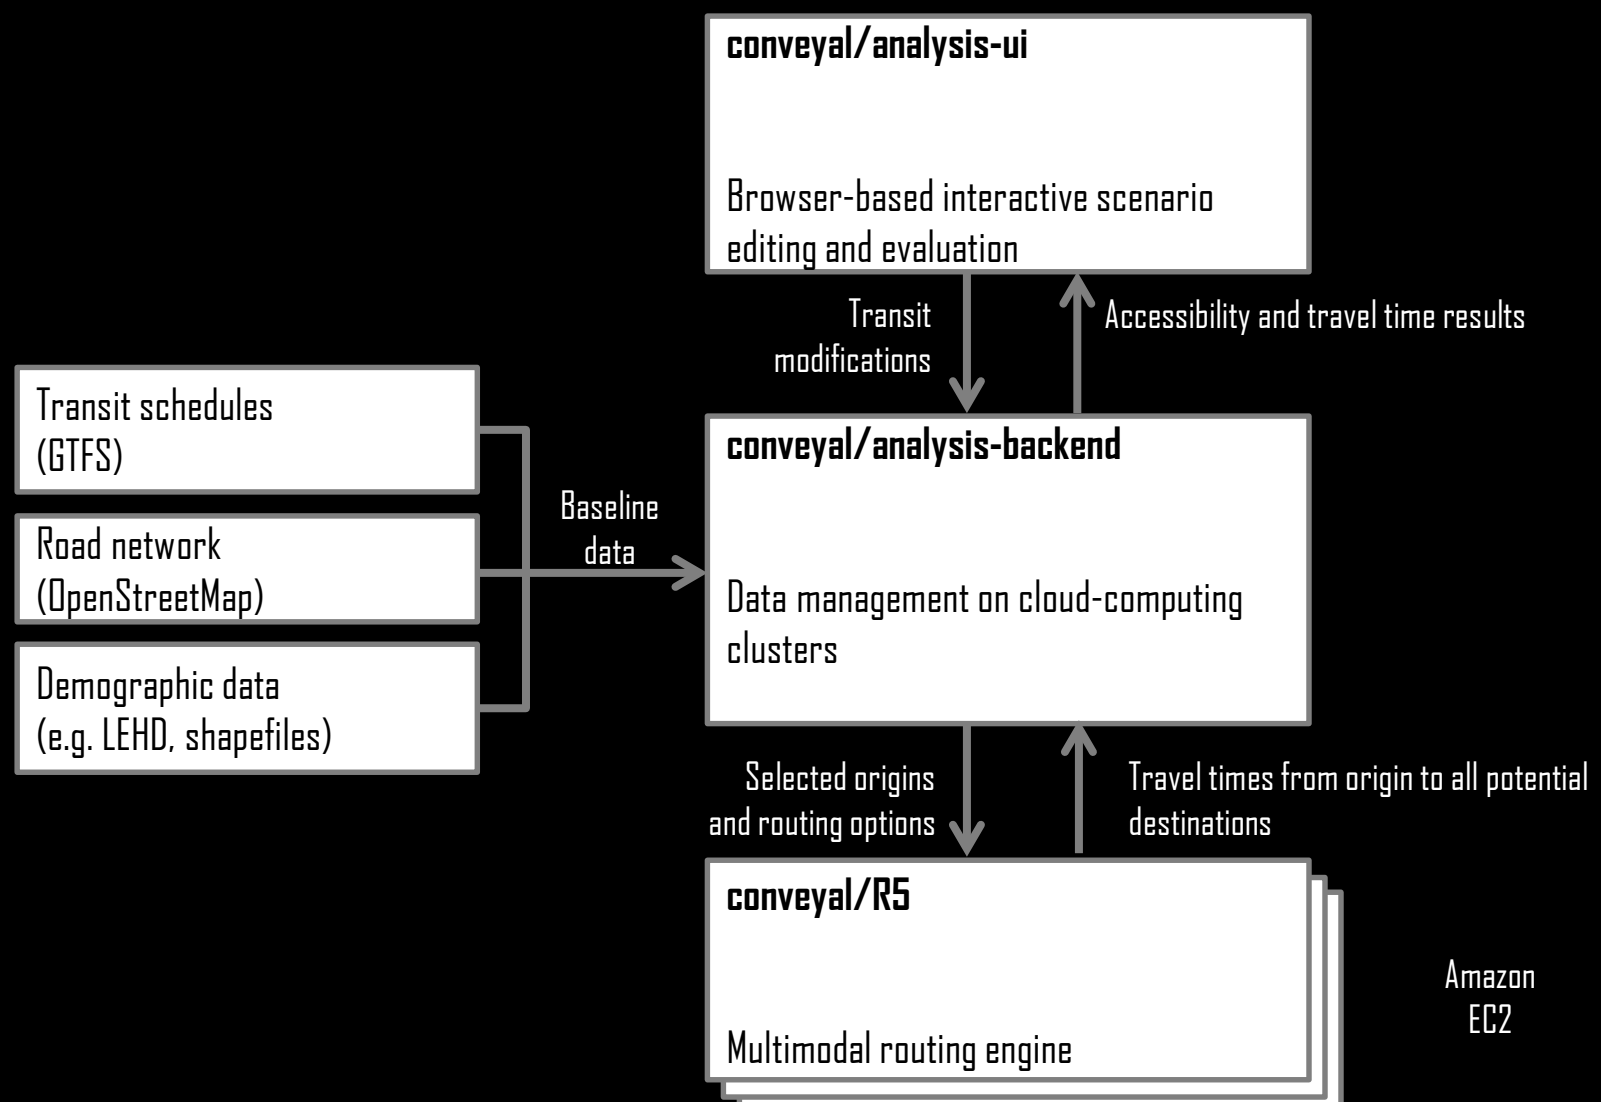 conveyal/analysis-ui
Browser-based interactive scenario
editing and evaluation
Transit
modifications
Accessibility and travel time results
Transit schedules
(GTFS)
Road network
(OpenStreetMap)
Demographic data
(e.g. LEHD, shapefiles)
Baseline
data
conveyal/analysis-backend
Data management on cloud-computing
clusters
Selected origins
and routing options
Travel times from origin to all potential
destinations
conveyal/R5
Multimodal routing engine
Amazon
EC2